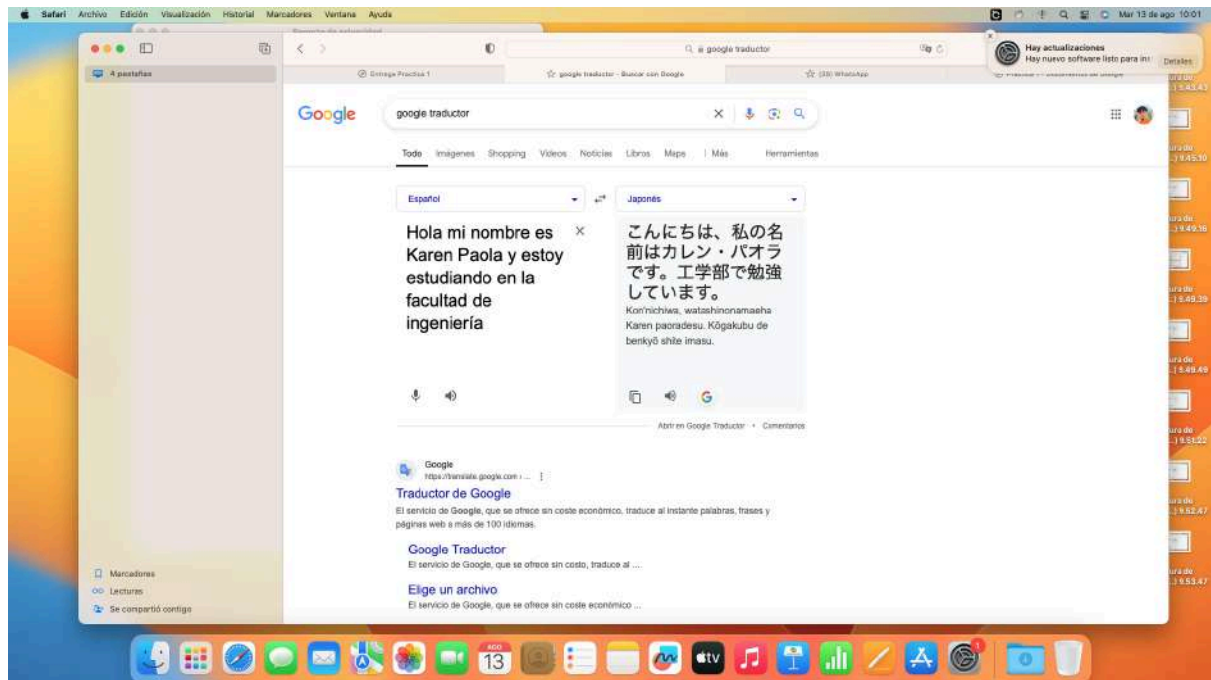 Safari Archivo Edición Visualización Historial Marcadores Ventana Ayuda
Mar 13 de ago 10:01
4 pestañas
google traductor
Hay actualizaciones
Hay nuevo software listo para in
Detalles
Entrega Practica 1
google traductor - Buscar con Google
(38) WhatsApp
Google
google traductor
Todo Imágenes Shopping Videos Noticias Libros Maps Más Herramientas
Español
Japonés
Hola mi nombre es
Karen Paola y estoy
estudiando en la
facultad de
ingeniería
こんにちは、私の名
前はカレン・パオラ
です。工学部で勉強
しています。
Kon'nichiwa, watashinonamaeha
Karen paoradesu. Kōgakubu de
benkyō shite imasu.
Abrir en Google Traductor • Comentarios
Google
https://translate.google.com › ...
Traductor de Google
El servicio de Google, que se ofrece sin coste económico, traduce al instante palabras, frases y
páginas web a más de 100 idiomas.
Google Traductor
El servicio de Google, que se ofrece sin costo, traduce al ...
Elige un archivo
El servicio de Google, que se ofrece sin coste económico ...
Marcadores
Lecturas
Se compartió contigo
AGO
13
tv
1